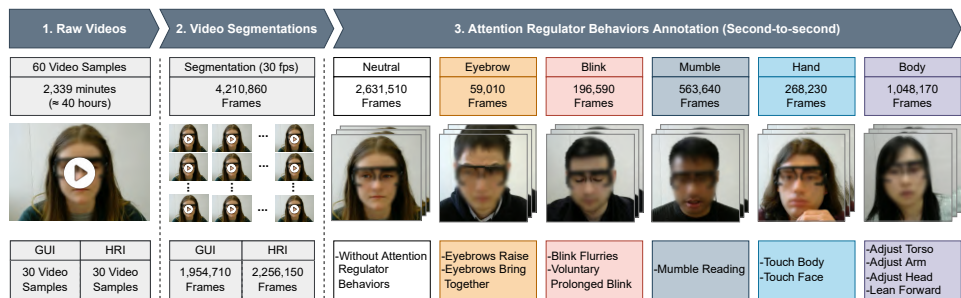 1. Raw Videos
2. Video Segmentations
3. Attention Regulator Behaviors Annotation (Second-to-second)
60 Video Samples
2,339 minutes
(≈ 40 hours)
Segmentation (30 fps)
4,210,860
Frames
Neutral
2,631,510
Frames
Eyebrow
59,010
Frames
Blink
196,590
Frames
Mumble
563,640
Frames
Hand
268,230
Frames
Body
1,048,170
Frames
GUI
HRI
30 Video
Samples
30 Video
Samples
GUI
HRI
1,954,710
Frames
2,256,150
Frames
-Without Attention
Regulator
Behaviors
-Eyebrows Raise
-Eyebrows Bring
Together
-Blink Flurries
-Voluntary
Prolonged Blink
-Mumble Reading
-Touch Body
-Touch Face
-Adjust Torso
-Adjust Arm
-Adjust Head
-Lean Forward